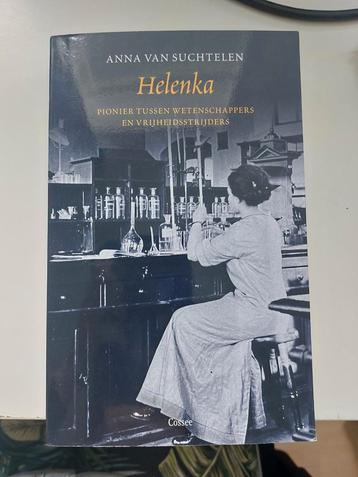 ANNA VAN SUCHTELEN
Helenka
PIONIER TUSSEN WETENSCHAPPERS
EN VRIJHEIDSSTRIJDERS
Cossee